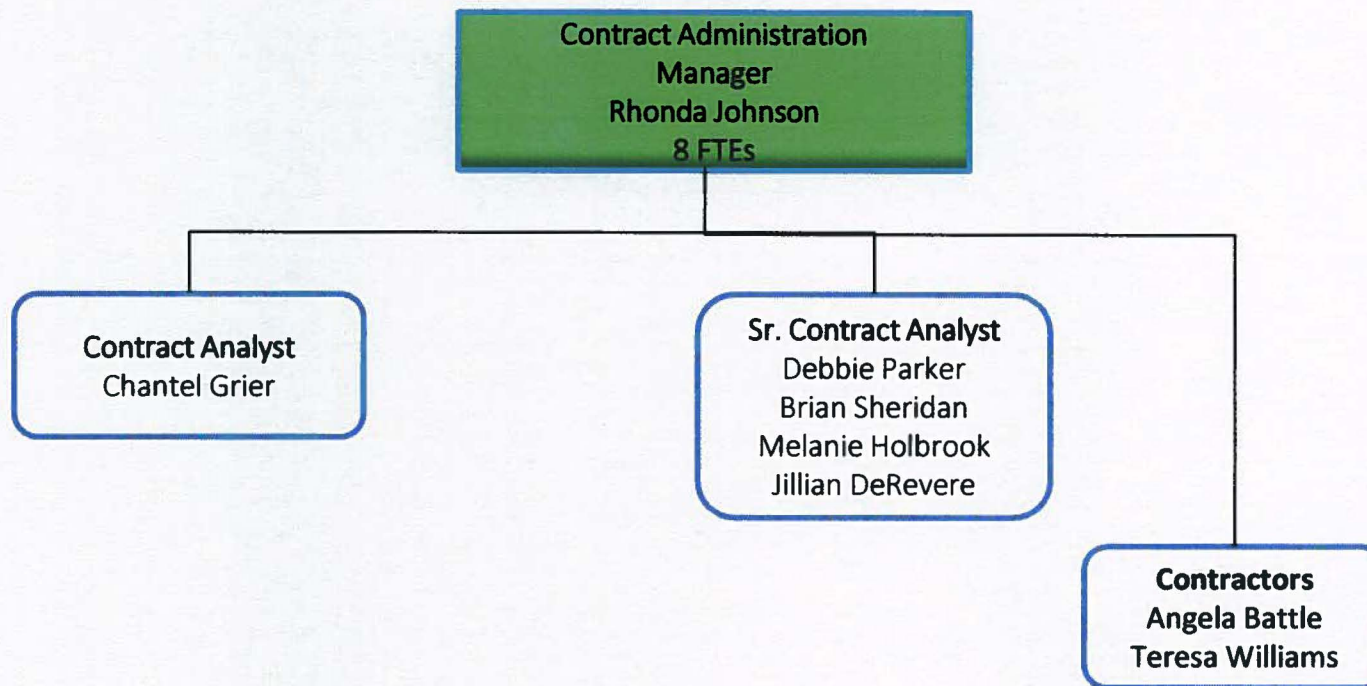 Contract Administration
Manager
Rhonda Johnson
8 FTEs
Contract Analyst
Chantel Grier
Sr. Contract Analyst
Debbie Parker
Brian Sheridan
Melanie Holbrook
Jillian DeRevere
Contractors
Angela Battle
Teresa Williams